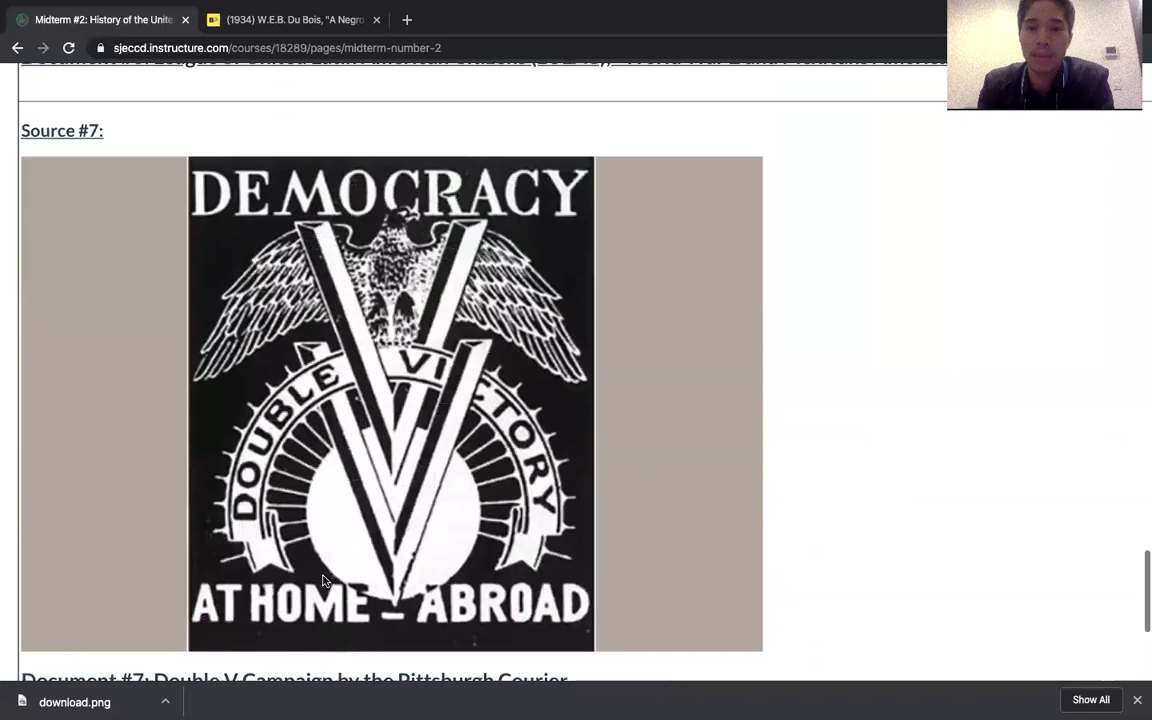 Midterm #2: History of the Unite
(1934) W.E.B. Du Bois, "A Negro
sjeccd.instructure.com/courses/18289/pages/midterm-number-2
Source #7:
DEMOCRACY
DOUBLE VICTORY
AT HOME – ABROAD
Document #7: Double V Campaign by the Pittsburgh Courier
download.png
Show All